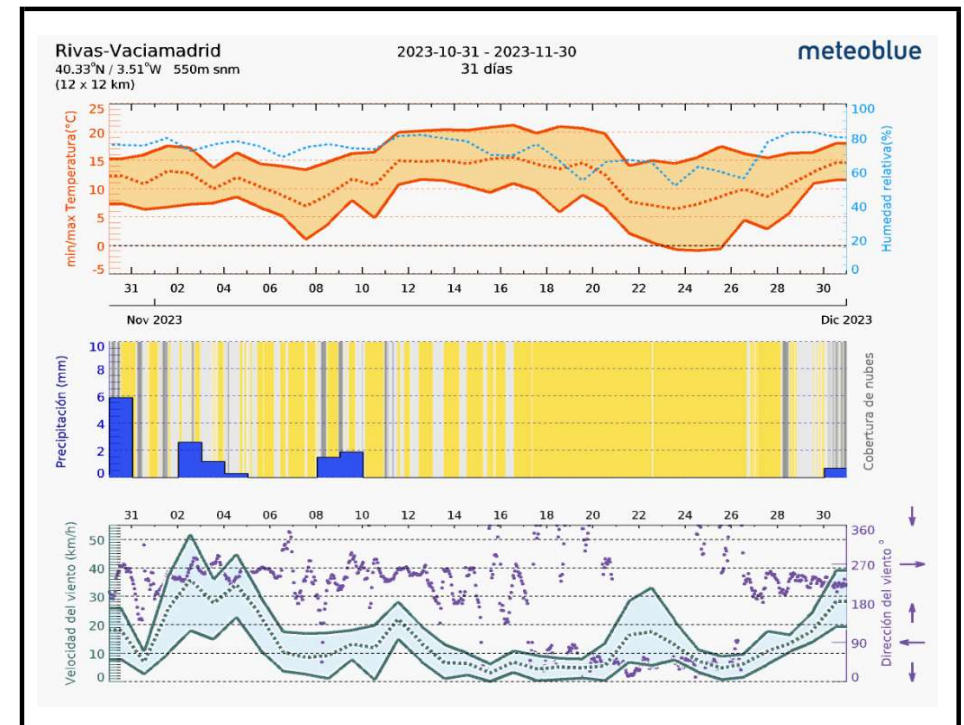 Rivas-Vaciamadrid
40.33°N / 3.51°W 550m snm
(12 x 12 km)
2023-10-31 - 2023-11-30
31 días
meteoblue
min/max Temperatura(°C)
25
20
15
10
5
0
-5
100
80
60
40
20
0
Humedad relativa(%)
31 02 04 06 08 10 12 14 16 18 20 22 24 26 28 30
Nov 2023 Dic 2023
Precipitación (mm)
10
8
6
4
2
0
Cobertura de nubes
31 02 04 06 08 10 12 14 16 18 20 22 24 26 28 30
Velocidad del viento (km/h)
50
40
30
20
10
0
360
270
180
90
0
Dirección del viento °